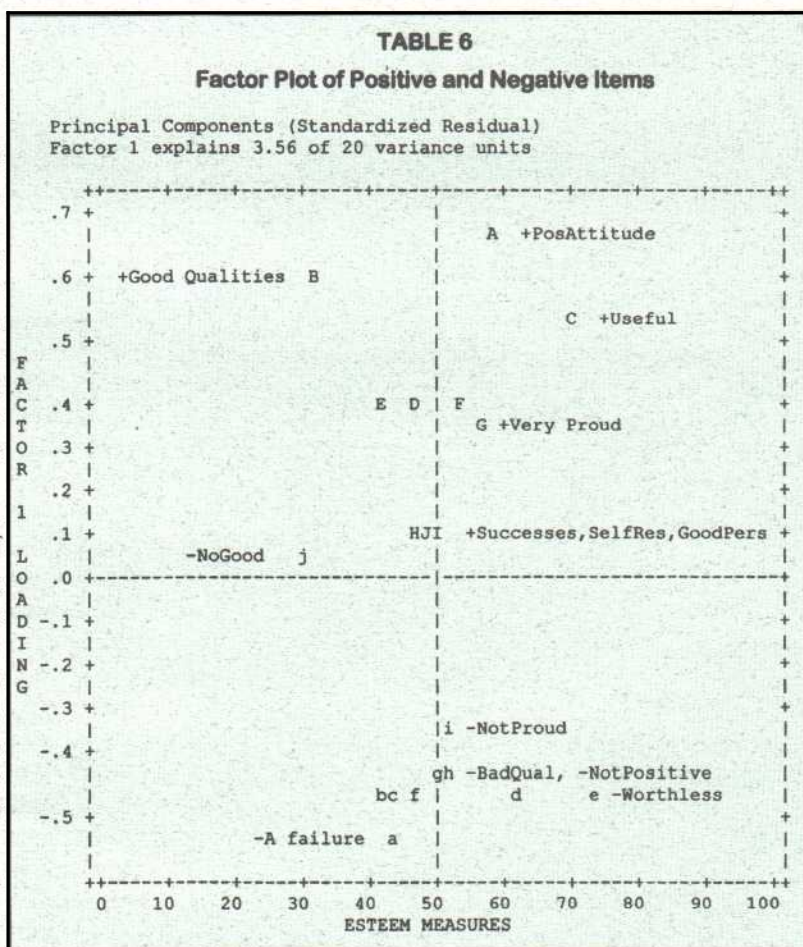 TABLE 6
Factor Plot of Positive and Negative Items
Principal Components (Standardized Residual)
Factor 1 explains 3.56 of 20 variance units
++------+------+------+------+------+------+------+------+------+------++
.7 + | A +PosAttitude +
.6 + +Good Qualities B | +
| | C +Useful |
.5 + | +
.4 + E D | F +
| | G +Very Proud |
.3 + | +
.2 + | +
.1 + HJI +Successes,SelfRes,GoodPers +
| -NoGood j | |
.0 +------------------------|------------------------+
-.1 + | +
-.2 + | +
-.3 + | +
| | i -NotProud |
-.4 + | +
| gh -BadQual, -NotPositive |
| bc f | d e -Worthless |
-.5 + | +
| -A failure a | |
++------+------+------+------+------+------+------+------+------+------++
0 10 20 30 40 50 60 70 80 90 100
ESTEEM MEASURES
FACTOR 1 LOADING